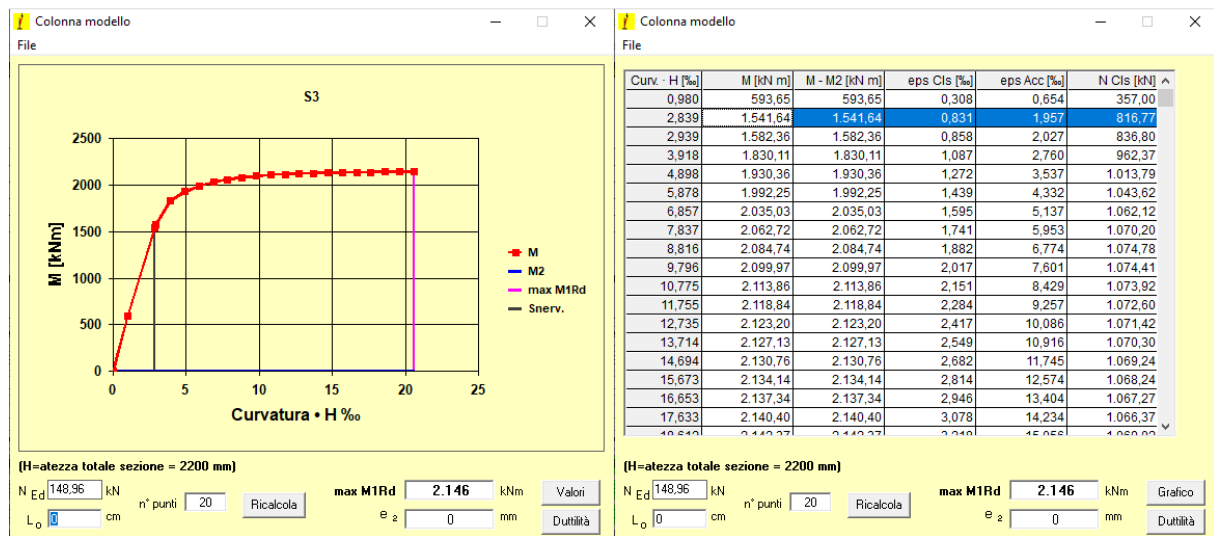 Colonna modello
File
S3
2500
2000
1500
1000
500
0
M [kNm]
0 5 10 15 20 25
Curvatura • H ‰
M
M2
max M1Rd
Snerv.
(H=atezza totale sezione = 2200 mm)
N Ed 148,96 kN
n° punti 20 Ricalcola
max M1Rd 2.146 kNm Valori
L o 0 cm
e 2 0 mm Duttilità
Colonna modello
File
Curv. · H [‰] M [kN m] M - M2 [kN m] eps Cls [‰] eps Acc [‰] N Cls [kN]
0,980 593,65 593,65 0,308 0,654 357,00
2,839 1.541,64 1.541,64 0,831 1,957 816,77
2,939 1.582,36 1.582,36 0,858 2,027 836,80
3,918 1.830,11 1.830,11 1,087 2,760 962,37
4,898 1.930,36 1.930,36 1,272 3,537 1.013,79
5,878 1.992,25 1.992,25 1,439 4,332 1.043,62
6,857 2.035,03 2.035,03 1,595 5,137 1.062,12
7,837 2.062,72 2.062,72 1,741 5,953 1.070,20
8,816 2.084,74 2.084,74 1,882 6,774 1.074,78
9,796 2.099,97 2.099,97 2,017 7,601 1.074,41
10,775 2.113,86 2.113,86 2,151 8,429 1.073,92
11,755 2.118,84 2.118,84 2,284 9,257 1.072,60
12,735 2.123,20 2.123,20 2,417 10,086 1.071,42
13,714 2.127,13 2.127,13 2,549 10,916 1.070,30
14,694 2.130,76 2.130,76 2,682 11,745 1.069,24
15,673 2.134,14 2.134,14 2,814 12,574 1.068,24
16,653 2.137,34 2.137,34 2,946 13,404 1.067,27
17,633 2.140,40 2.140,40 3,078 14,234 1.066,37
(H=atezza totale sezione = 2200 mm)
N Ed 148,96 kN
n° punti 20 Ricalcola
max M1Rd 2.146 kNm Grafico
L o 0 cm
e 2 0 mm Duttilità